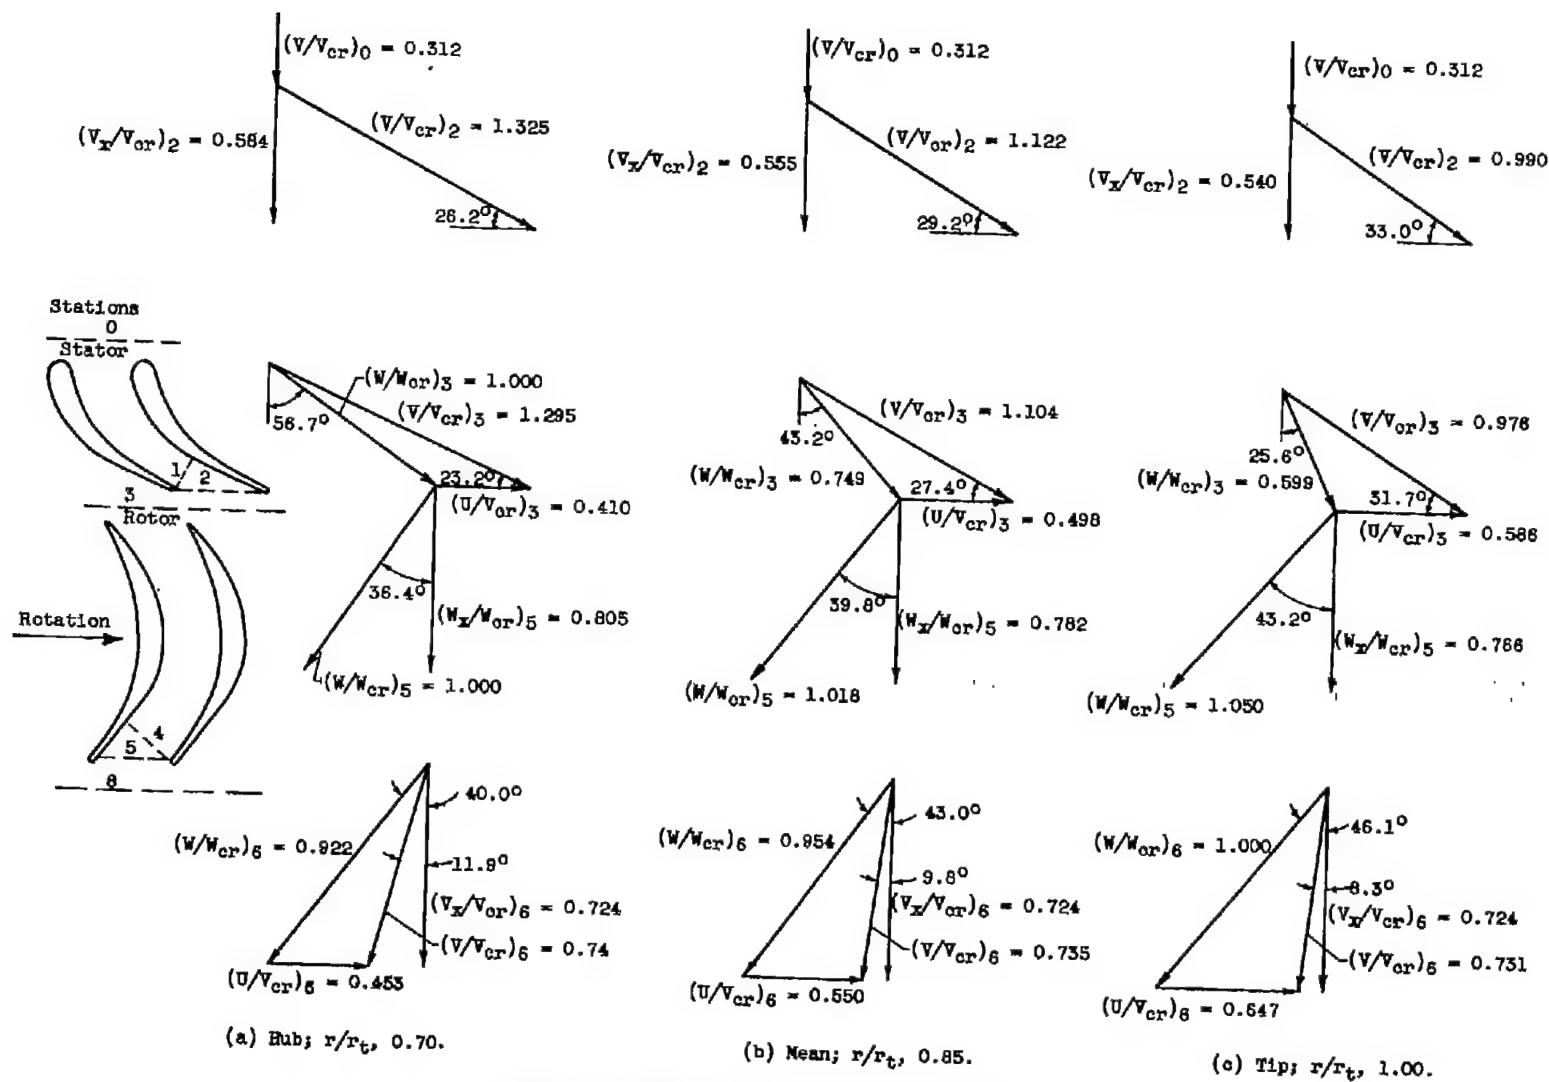 (V/Vcr)0 = 0.312
(Vx/Vcr)2 = 0.584
(V/Vcr)2 = 1.325
26.2°
(V/Vcr)0 = 0.312
(Vx/Vcr)2 = 0.555
(V/Vcr)2 = 1.122
29.2°
(V/Vcr)0 = 0.312
(Vx/Vcr)2 = 0.540
(V/Vcr)2 = 0.990
33.0°
Stations
0
Stator
1
2
3
Rotor
Rotation
4
5
6
56.7°
(W/Wcr)3 = 1.000
(V/Vcr)3 = 1.295
23.2°
(U/Vcr)3 = 0.410
36.4°
(Wx/Wcr)5 = 0.805
(W/Wcr)5 = 1.000
43.2°
(V/Vcr)3 = 1.104
(W/Wcr)3 = 0.749
27.4°
(U/Vcr)3 = 0.498
39.8°
(Wx/Wcr)5 = 0.782
(W/Wcr)5 = 1.018
25.6°
(V/Vcr)3 = 0.976
(W/Wcr)3 = 0.599
31.7°
(U/Vcr)3 = 0.586
43.2°
(Wx/Wcr)5 = 0.766
(W/Wcr)5 = 1.050
40.0°
(W/Wcr)6 = 0.922
11.9°
(Vx/Vcr)6 = 0.724
(V/Vcr)6 = 0.74
(U/Vcr)6 = 0.453
(a) Hub; r/rt, 0.70.
43.0°
(W/Wcr)6 = 0.954
9.8°
(Vx/Vcr)6 = 0.724
(V/Vcr)6 = 0.735
(U/Vcr)6 = 0.550
(b) Mean; r/rt, 0.85.
46.1°
(W/Wcr)6 = 1.000
8.3°
(Vx/Vcr)6 = 0.724
(V/Vcr)6 = 0.731
(U/Vcr)6 = 0.647
(c) Tip; r/rt, 1.00.